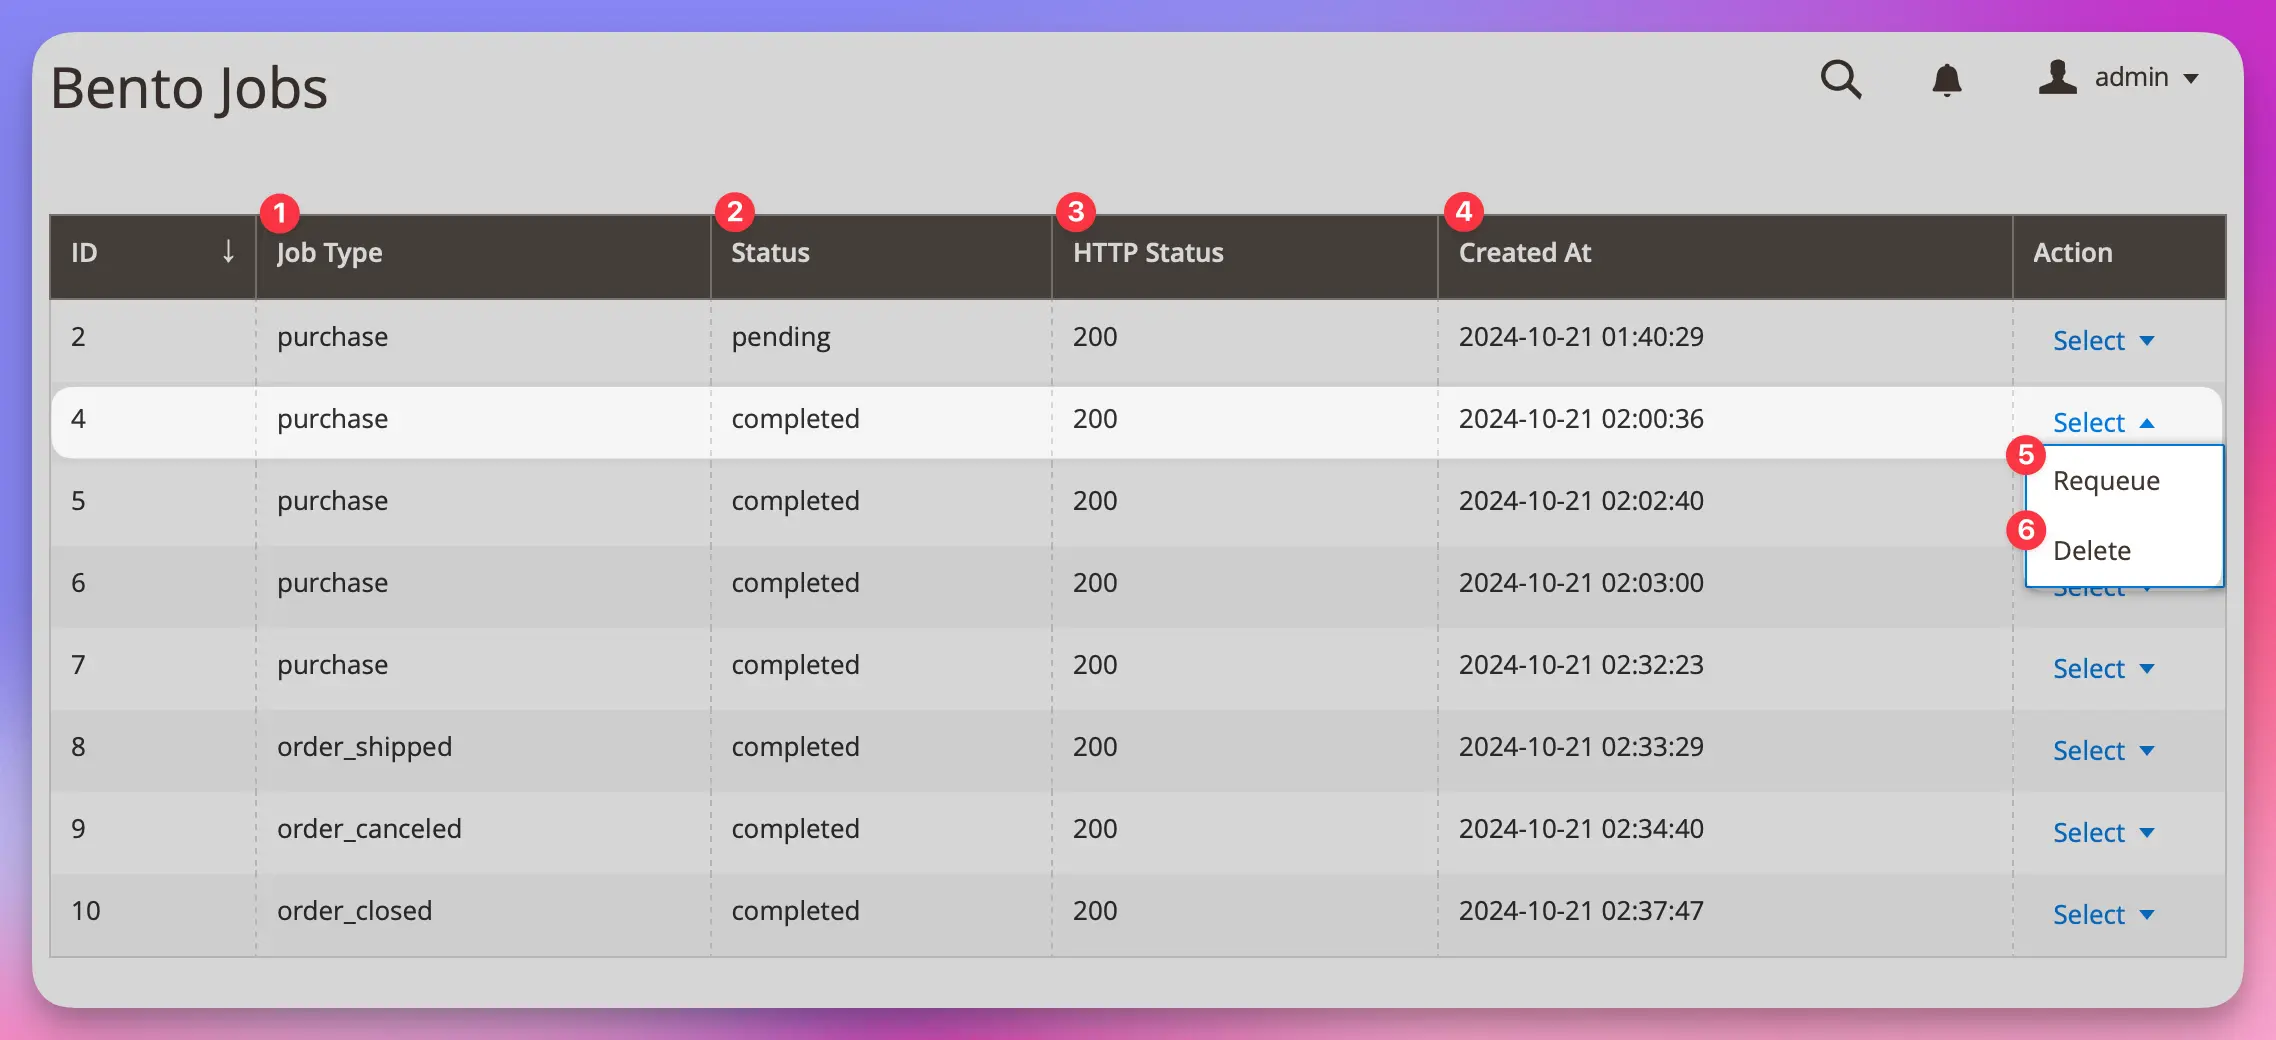 Bento Jobs
admin
1 2 3 4
ID ↓ Job Type Status HTTP Status Created At Action
2 purchase pending 200 2024-10-21 01:40:29 Select
4 purchase completed 200 2024-10-21 02:00:36 Select
5 Requeue
5 purchase completed 200 2024-10-21 02:02:40
6 Delete
6 purchase completed 200 2024-10-21 02:03:00 Select
7 purchase completed 200 2024-10-21 02:32:23 Select
8 order_shipped completed 200 2024-10-21 02:33:29 Select
9 order_canceled completed 200 2024-10-21 02:34:40 Select
10 order_closed completed 200 2024-10-21 02:37:47 Select